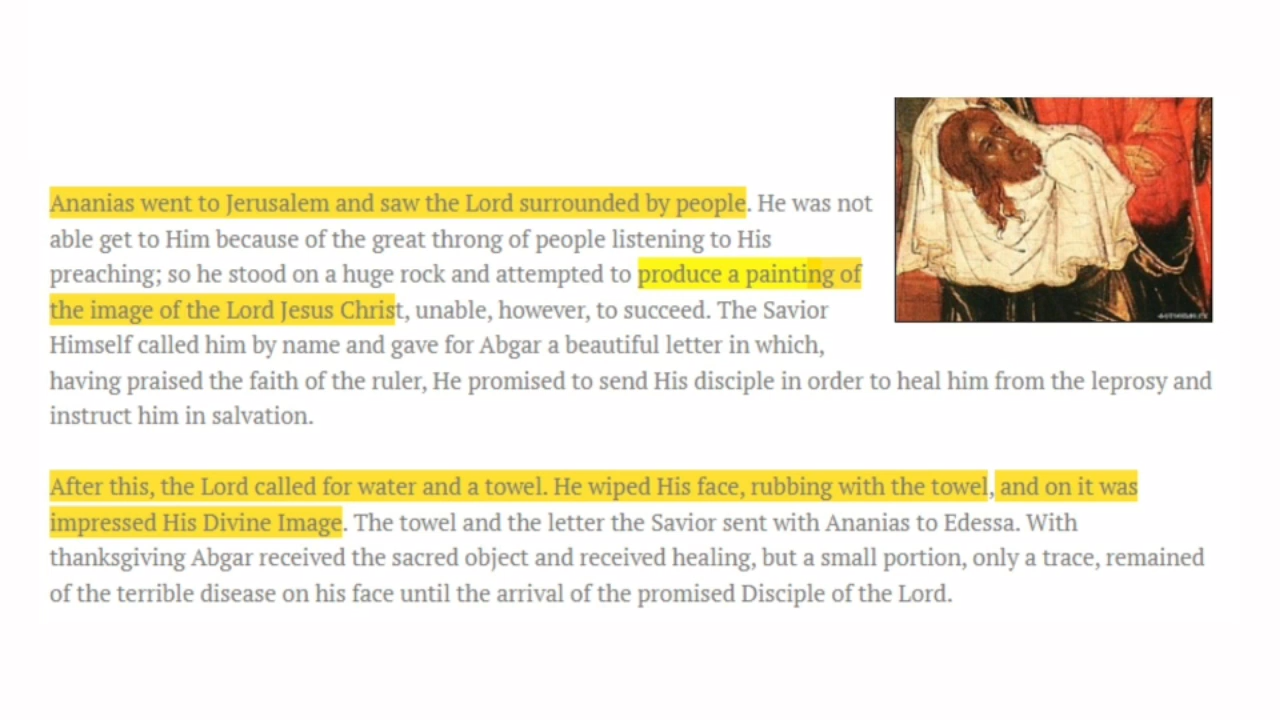 Ananias went to Jerusalem and saw the Lord surrounded by people. He was not
able get to Him because of the great throng of people listening to His
preaching; so he stood on a huge rock and attempted to produce a painting of
the image of the Lord Jesus Christ, unable, however, to succeed. The Savior
Himself called him by name and gave for Abgar a beautiful letter in which,
having praised the faith of the ruler, He promised to send His disciple in order to heal him from the leprosy and
instruct him in salvation.
After this, the Lord called for water and a towel. He wiped His face, rubbing with the towel, and on it was
impressed His Divine Image. The towel and the letter the Savior sent with Ananias to Edessa. With
thanksgiving Abgar received the sacred object and received healing, but a small portion, only a trace, remained
of the terrible disease on his face until the arrival of the promised Disciple of the Lord.